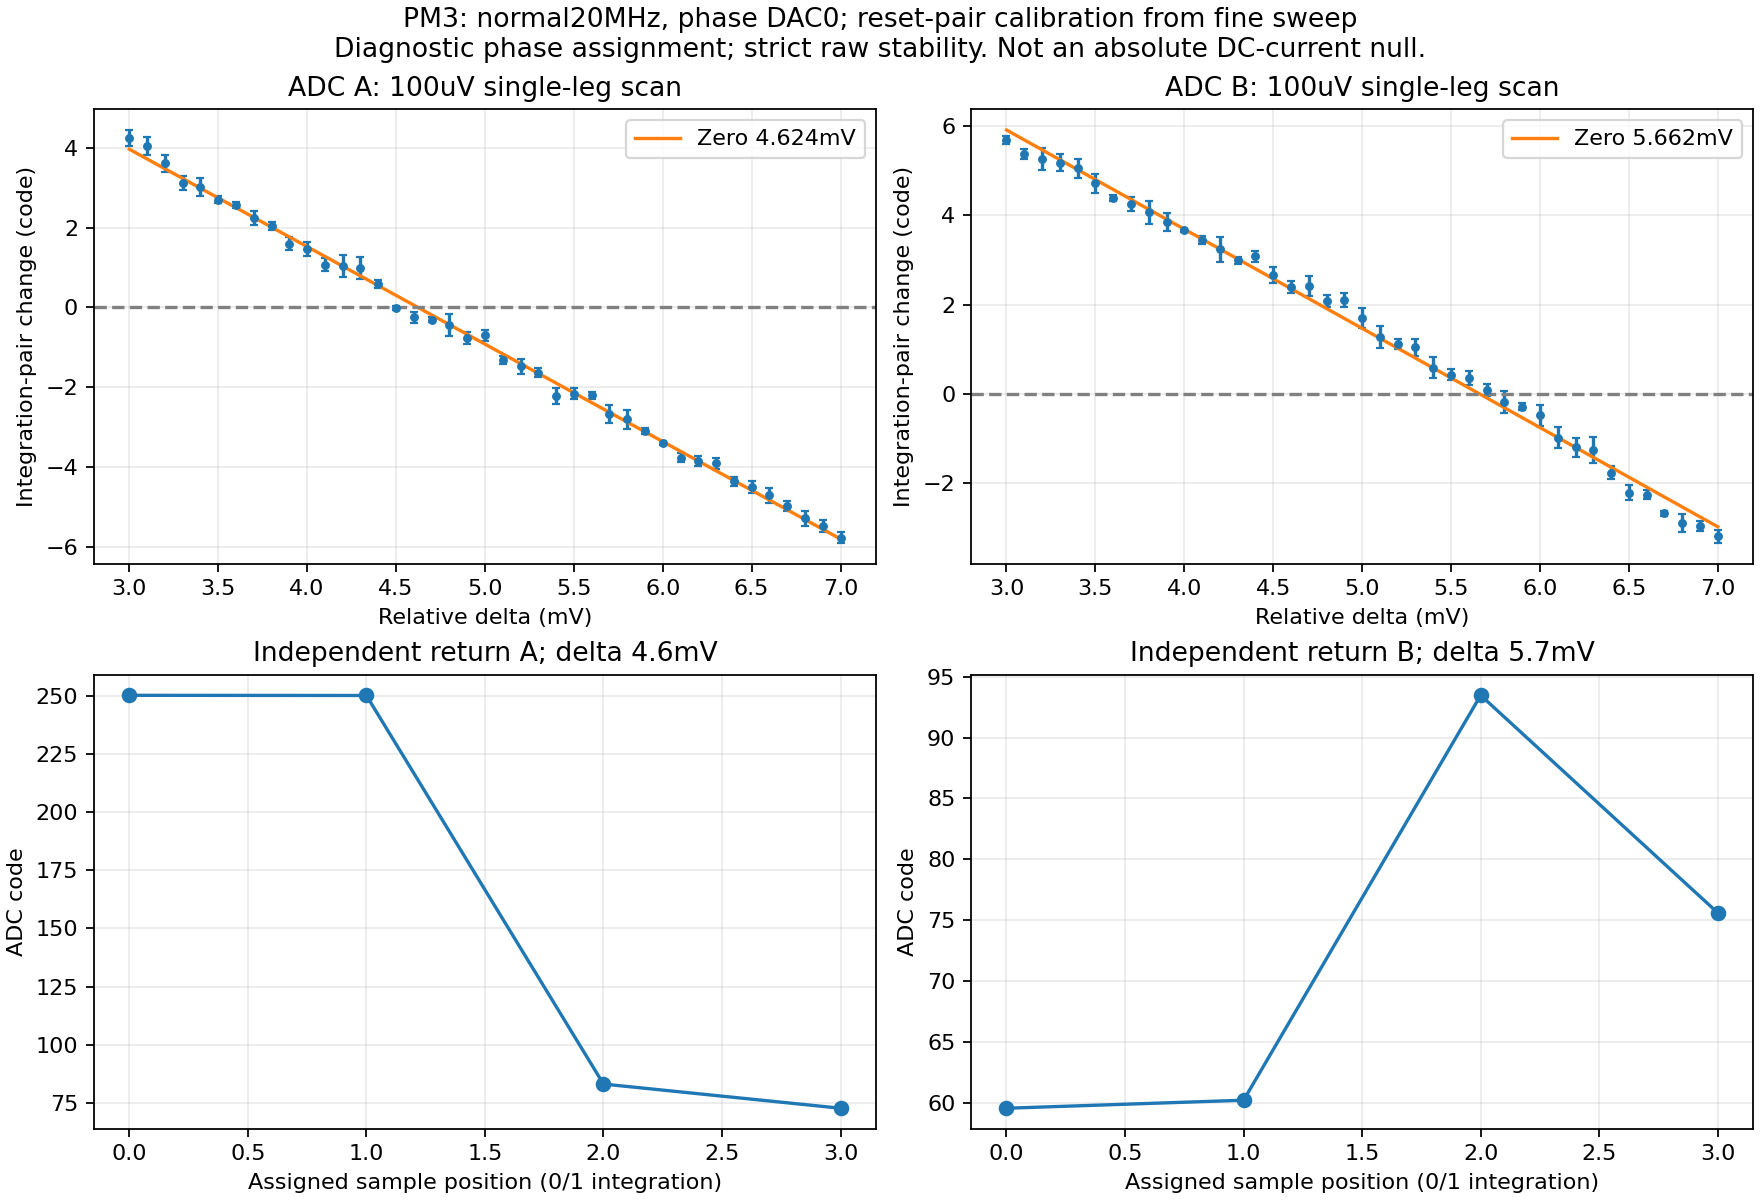 PM3: normal20MHz, phase DAC0; reset-pair calibration from fine sweep
Diagnostic phase assignment; strict raw stability. Not an absolute DC-current null.
ADC A: 100uV single-leg scan
Integration-pair change (code)
4
2
0
−2
−4
−6
Zero 4.624mV
3.0 3.5 4.0 4.5 5.0 5.5 6.0 6.5 7.0
Relative delta (mV)
ADC B: 100uV single-leg scan
Integration-pair change (code)
6
4
2
0
−2
Zero 5.662mV
3.0 3.5 4.0 4.5 5.0 5.5 6.0 6.5 7.0
Relative delta (mV)
Independent return A; delta 4.6mV
ADC code
250
225
200
175
150
125
100
75
0.0 0.5 1.0 1.5 2.0 2.5 3.0
Assigned sample position (0/1 integration)
Independent return B; delta 5.7mV
ADC code
95
90
85
80
75
70
65
60
0.0 0.5 1.0 1.5 2.0 2.5 3.0
Assigned sample position (0/1 integration)